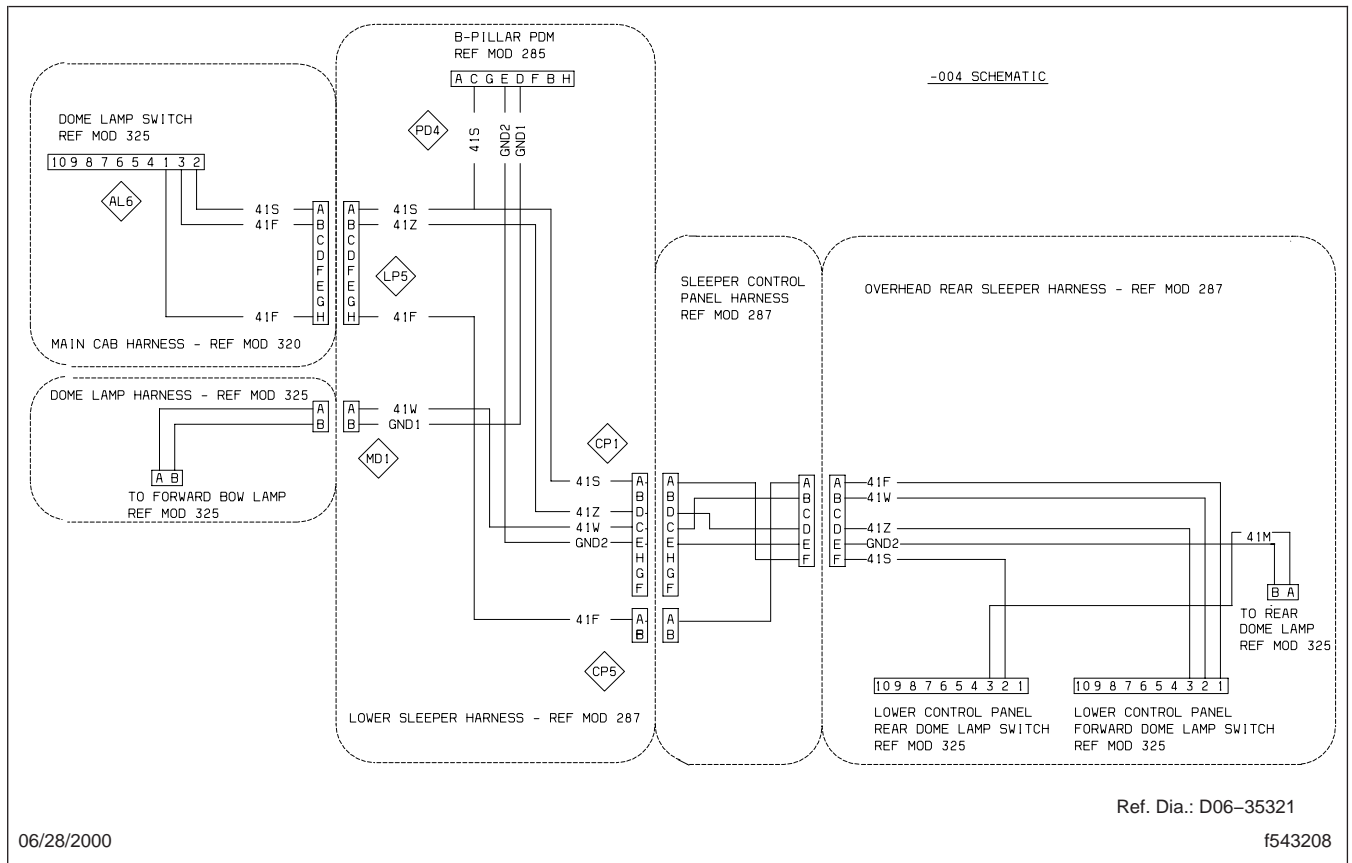 B-PILLAR PDM
REF MOD 285
A C G E D F B H
-004 SCHEMATIC
DOME LAMP SWITCH
REF MOD 325
10 9 8 7 6 5 4 1 3 2
PD4
41S
GND2
GND1
AL6
41S
41F
41F
A
B
C
D
F
E
G
H
A
B
C
D
F
E
G
H
41S
41Z
LP5
41F
MAIN CAB HARNESS - REF MOD 320
DOME LAMP HARNESS - REF MOD 325
A
B
A
B
41W
GND1
MD1
A B
TO FORWARD BOW LAMP
REF MOD 325
CP1
41S
41Z
41W
GND2
A
B
D
C
E
H
G
F
A
B
D
C
E
H
G
F
41F
A
B
A
B
CP5
LOWER SLEEPER HARNESS - REF MOD 287
SLEEPER CONTROL
PANEL HARNESS
REF MOD 287
OVERHEAD REAR SLEEPER HARNESS - REF MOD 287
A
B
C
D
E
F
A
B
C
D
E
F
41F
41W
41Z
GND2
41S
41M
B A
TO REAR
DOME LAMP
REF MOD 325
10 9 8 7 6 5 4 3 2 1
LOWER CONTROL PANEL
REAR DOME LAMP SWITCH
REF MOD 325
10 9 8 7 6 5 4 3 2 1
LOWER CONTROL PANEL
FORWARD DOME LAMP SWITCH
REF MOD 325
Ref. Dia.: D06−35321
06/28/2000
f543208